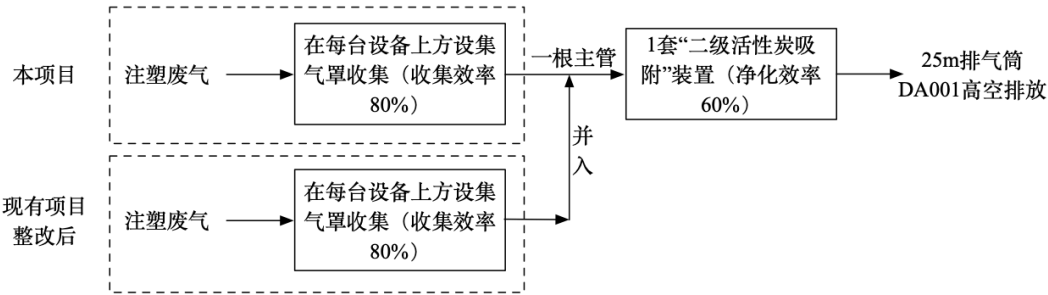 本项目
注塑废气
在每台设备上方设集
气罩收集（收集效率
80%）
一根主管
1套“二级活性炭吸
附”装置（净化效率
60%）
25m排气筒
DA001高空排放
并
入
现有项目
整改后
注塑废气
在每台设备上方设集
气罩收集（收集效率
80%）